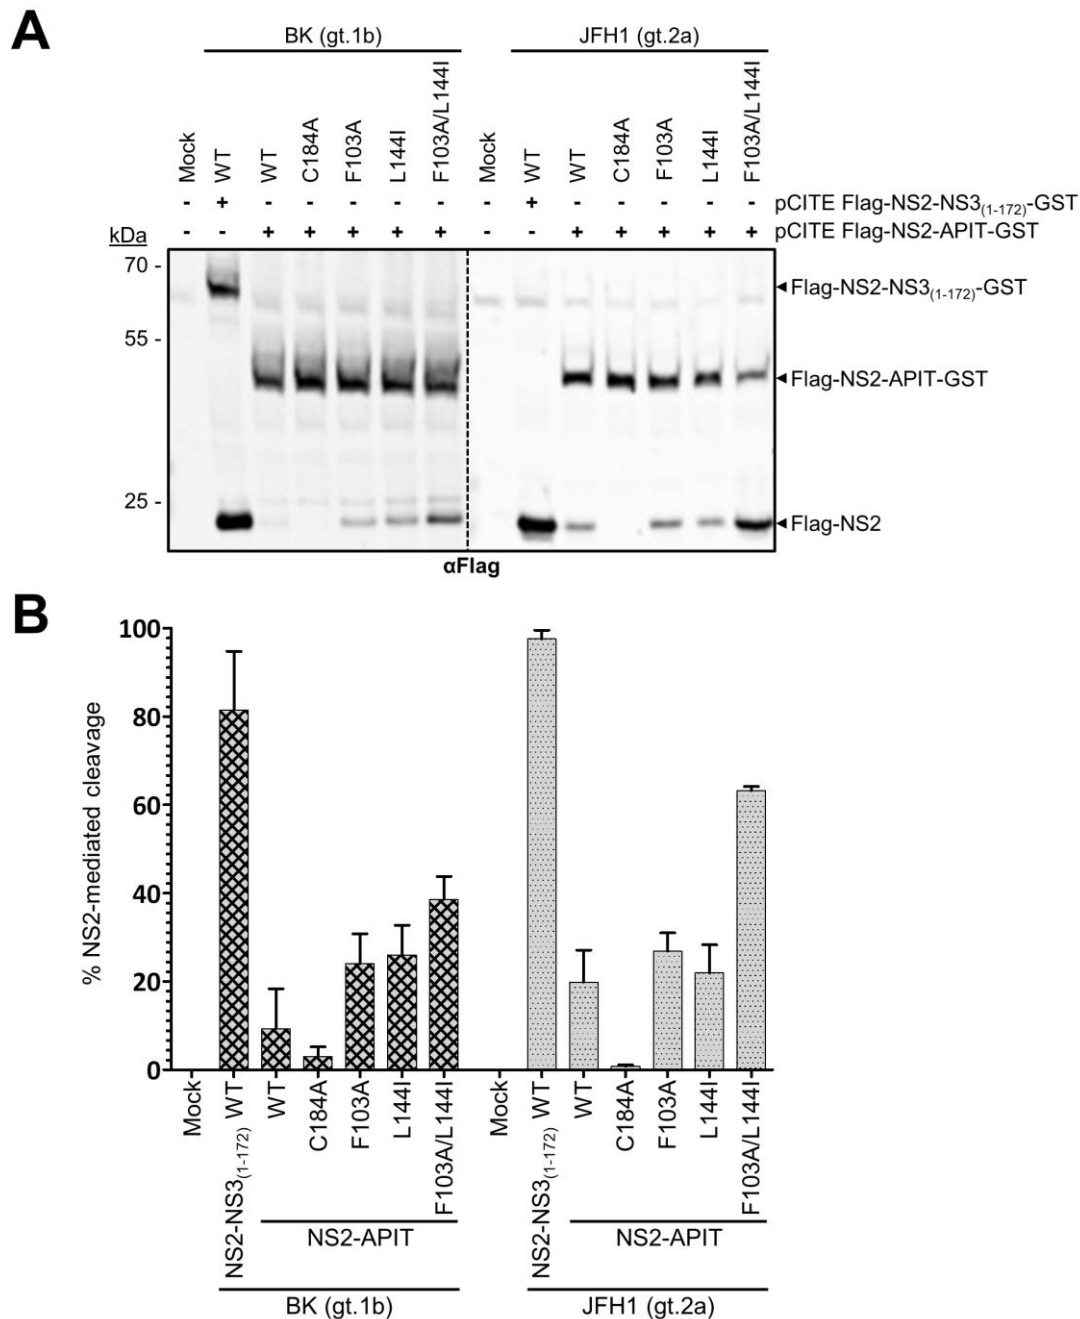 A
BK (gt.1b) JFH1 (gt.2a)
Mock WT WT C184A F103A L144I F103A/L144I Mock WT WT C184A F103A L144I F103A/L144I
- + - - - - - - + - - - - - pCITE Flag-NS2-NS3(1-172)-GST
- - + + + + + - - + + + + + pCITE Flag-NS2-APIT-GST
kDa
70 -
Flag-NS2-NS3(1-172)-GST
55 -
Flag-NS2-APIT-GST
25 -
Flag-NS2
αFlag
B
% NS2-mediated cleavage
100
80
60
40
20
0
Mock NS2-NS3(1-172) WT WT C184A F103A L144I F103A/L144I Mock NS2-NS3(1-172) WT WT C184A F103A L144I F103A/L144I
NS2-APIT NS2-APIT
BK (gt.1b) JFH1 (gt.2a)